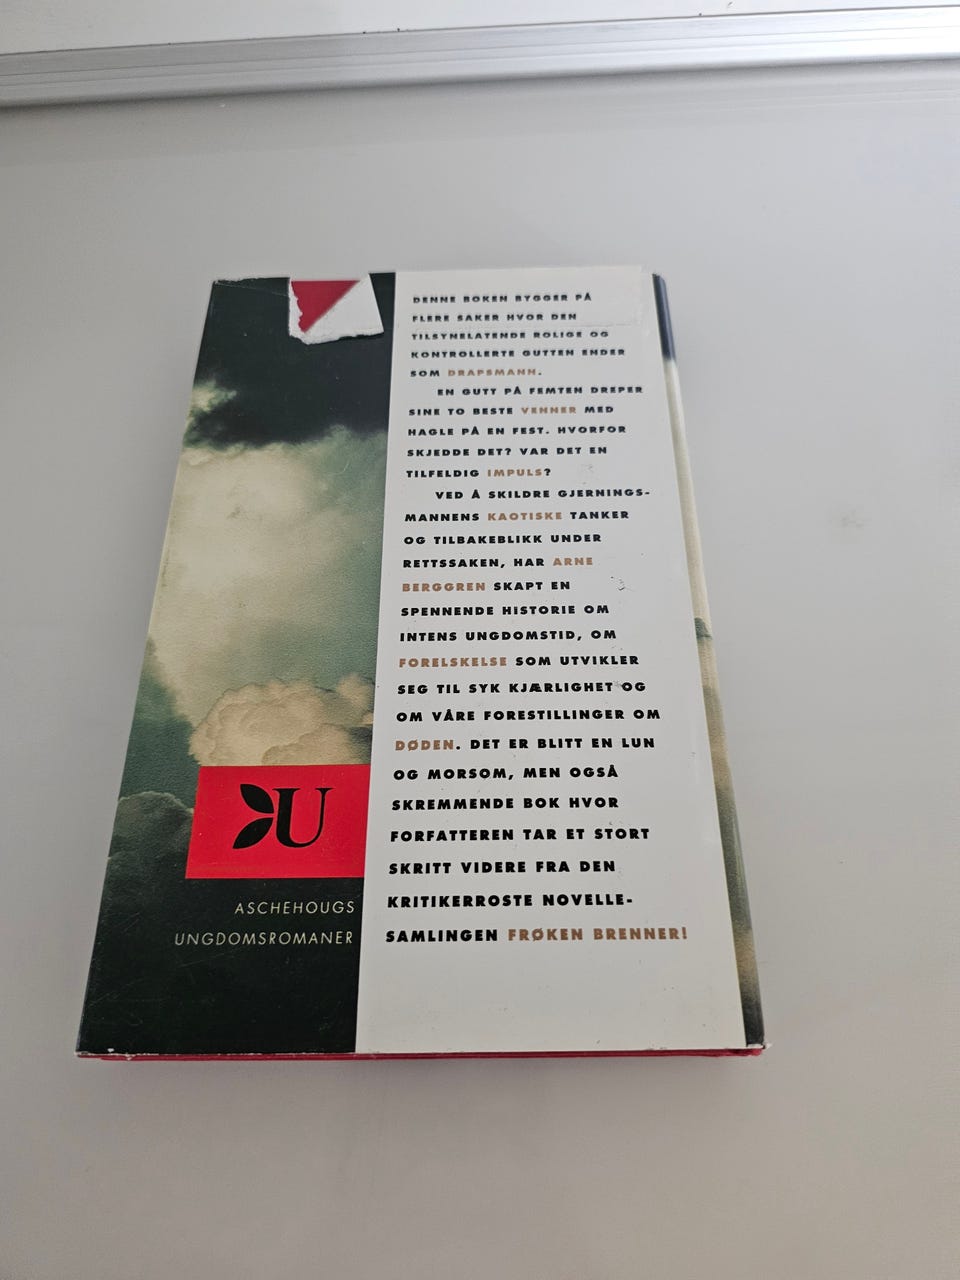 DENNE BOKEN BYGGER PÅ
FLERE SAKER HVOR DEN
TILSYNELATENDE ROLIGE OG
KONTROLLERTE GUTTEN ENDER
SOM DRAPSMANN.
EN GUTT PÅ FEMTEN DREPER
SINE TO BESTE VENNER MED
HAGLE PÅ EN FEST. HVORFOR
SKJEDDE DET? VAR DET EN
TILFELDIG IMPULS?
VED Å SKILDRE GJERNINGS-
MANNENS KAOTISKE TANKER
OG TILBAKEBLIKK UNDER
RETTSSAKEN, HAR ARNE
BERGGREN SKAPT EN
SPENNENDE HISTORIE OM
INTENS UNGDOMSTID, OM
FORELSKELSE SOM UTVIKLER
SEG TIL SYK KJÆRLIGHET OG
OM VÅRE FORESTILLINGER OM
DØDEN. DET ER BLITT EN LUN
OG MORSOM, MEN OGSÅ
SKREMMENDE BOK HVOR
FORFATTEREN TAR ET STORT
SKRITT VIDERE FRA DEN
KRITIKERROSTE NOVELLE-
SAMLINGEN FRØKEN BRENNER!
U
ASCHEHOUGS
UNGDOMSROMANER